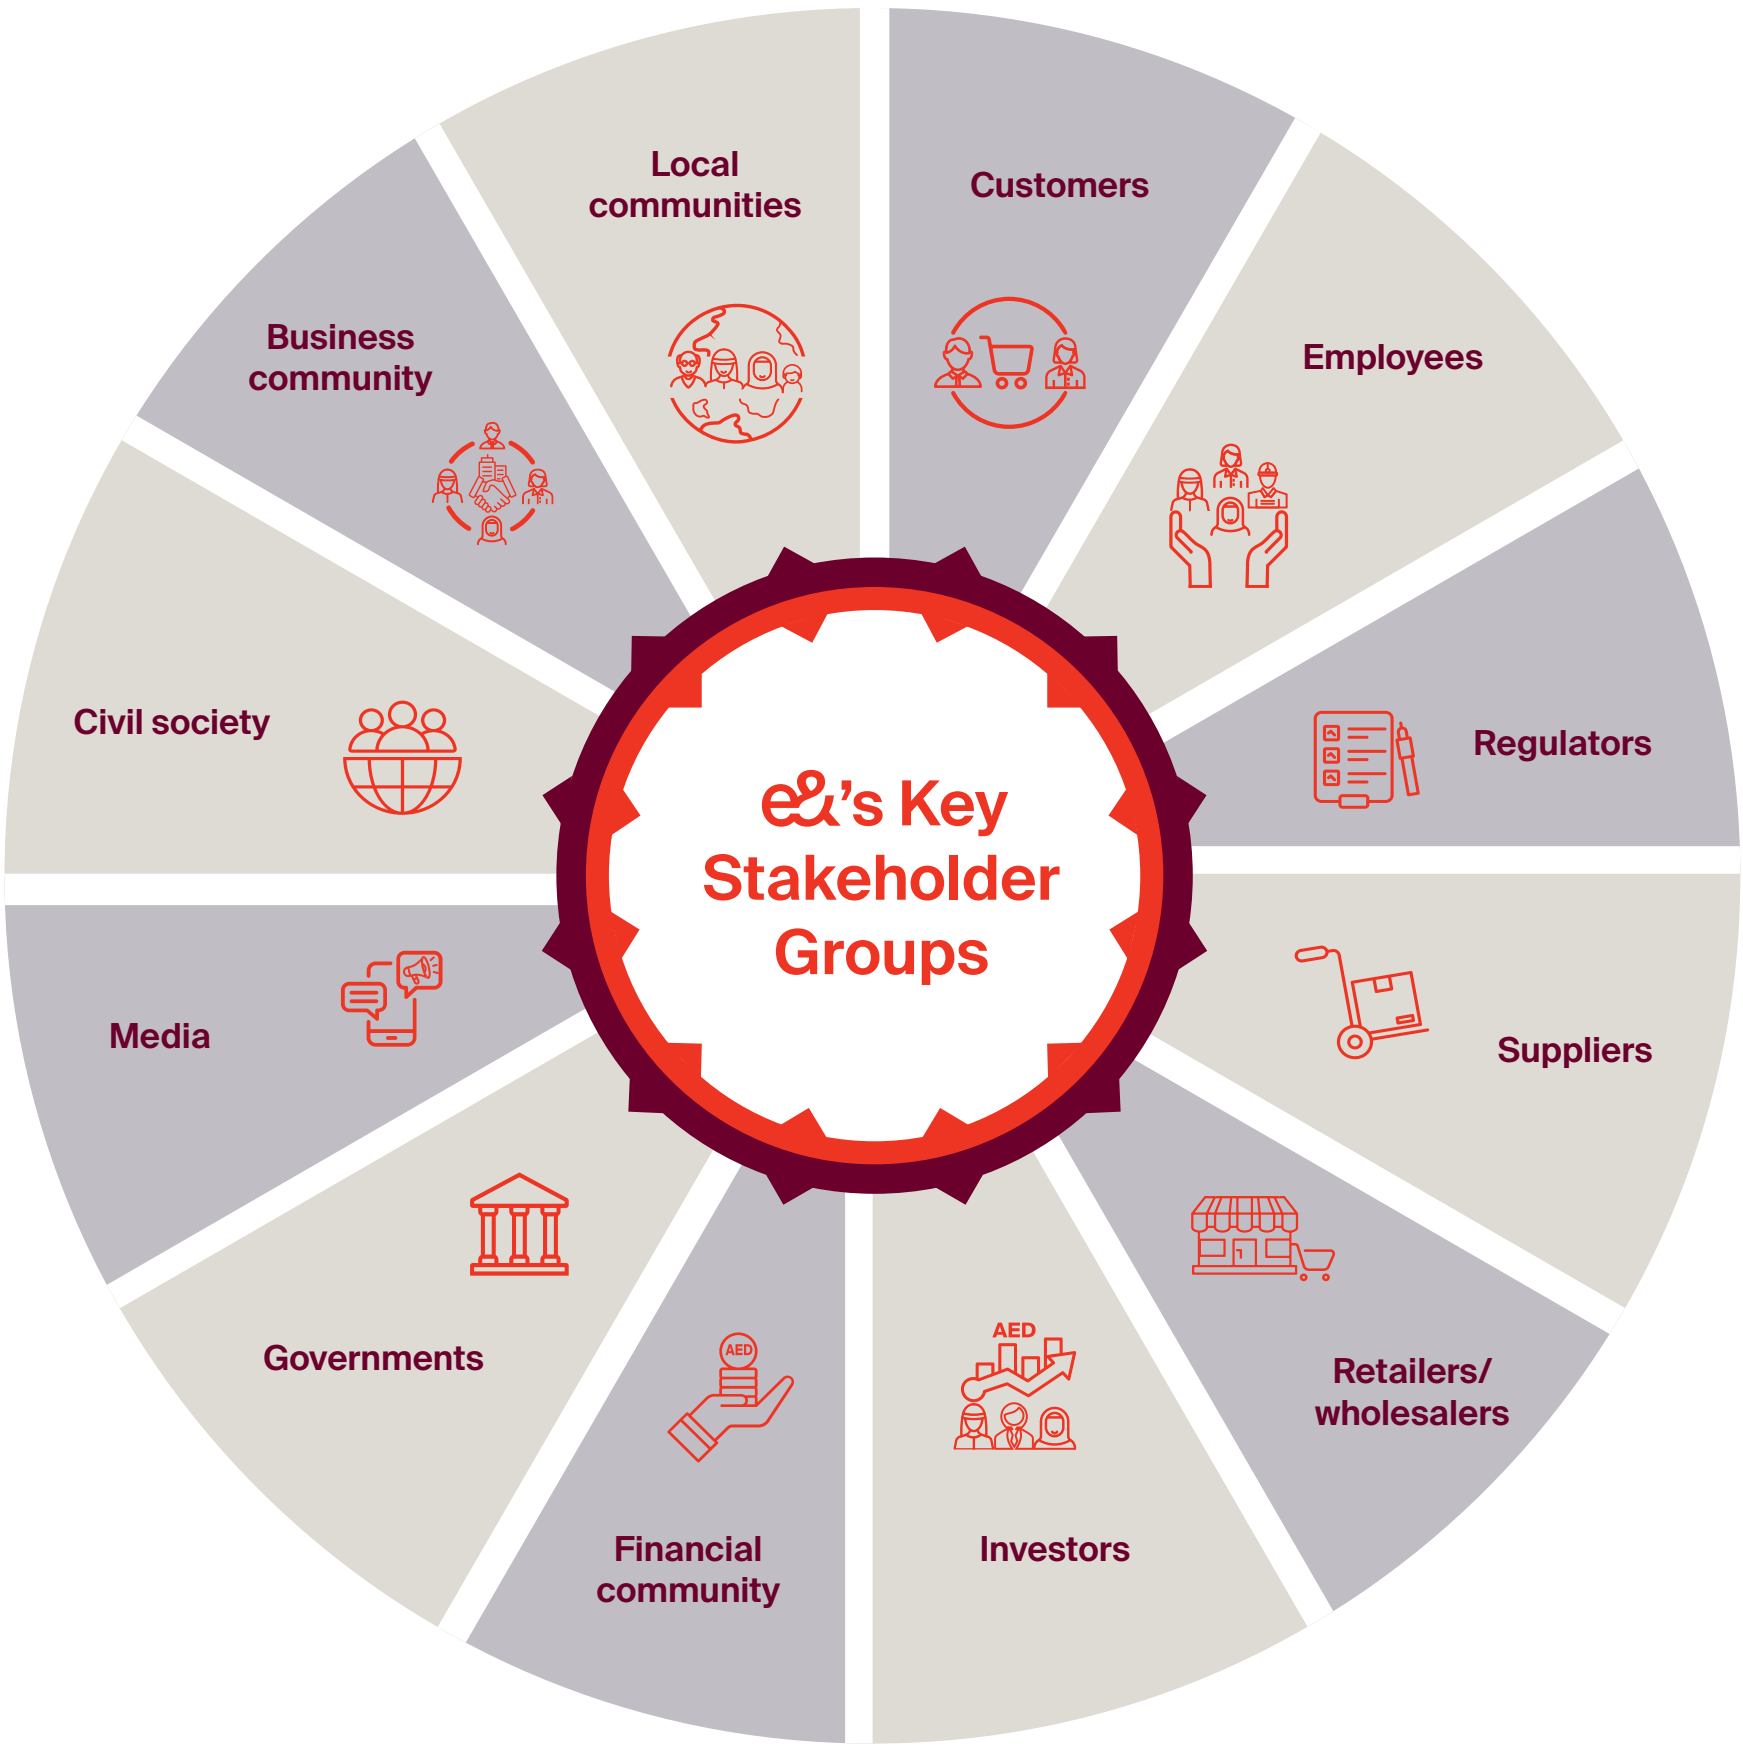 e&'s Key
Stakeholder
Groups
Customers
Employees
Regulators
Suppliers
Retailers/
wholesalers
AED
Investors
AED
Financial
community
Governments
Media
Civil society
Business
community
Local
communities